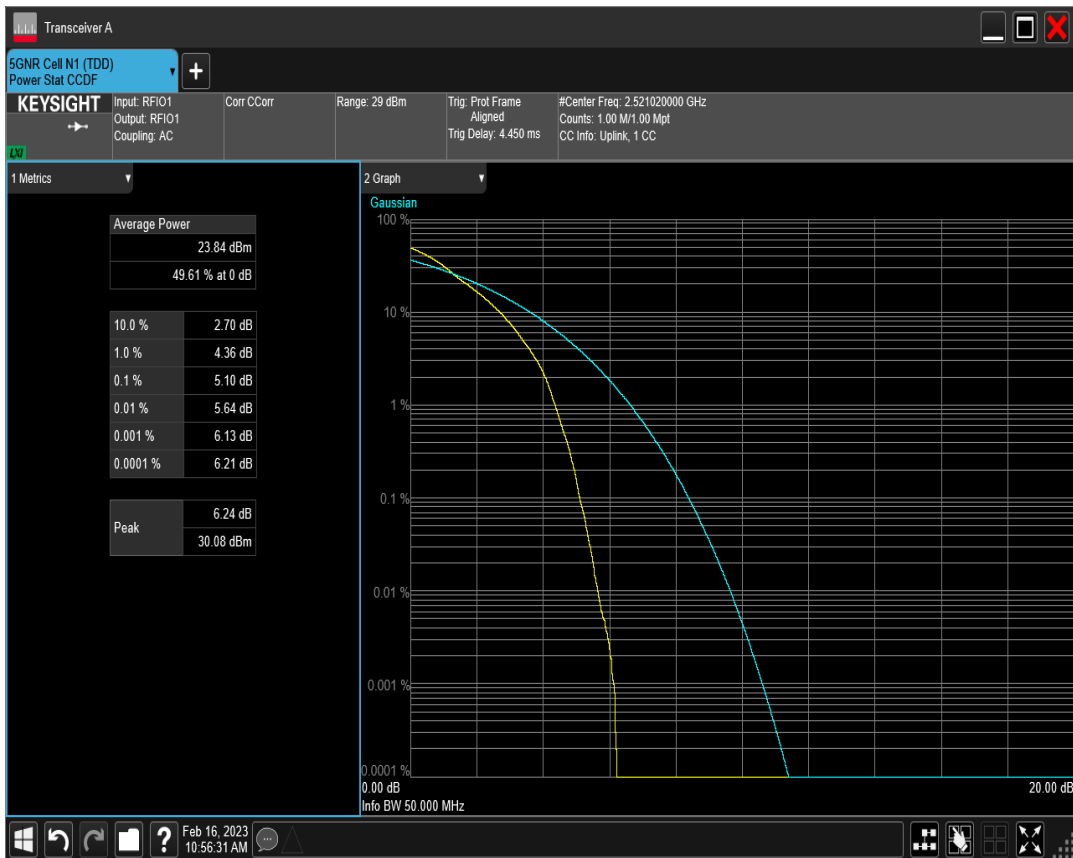 Transceiver A
5GNR Cell N1 (TDD)
Power Stat CCDF
+
KEYSIGHT
LXI
Input: RFIO1
Output: RFIO1
Coupling: AC
Corr CCorr
Range: 29 dBm
Trig: Prot Frame
Aligned
Trig Delay: 4.450 ms
#Center Freq: 2.521020000 GHz
Counts: 1.00 M/1.00 Mpt
CC Info: Uplink, 1 CC
1 Metrics
Average Power
23.84 dBm
49.61 % at 0 dB
10.0 % 2.70 dB
1.0 % 4.36 dB
0.1 % 5.10 dB
0.01 % 5.64 dB
0.001 % 6.13 dB
0.0001 % 6.21 dB
Peak 6.24 dB
30.08 dBm
2 Graph
Gaussian
100 %
10 %
1 %
0.1 %
0.01 %
0.001 %
0.0001 %
0.00 dB 20.00 dB
Info BW 50.000 MHz
? Feb 16, 2023
10:56:31 AM